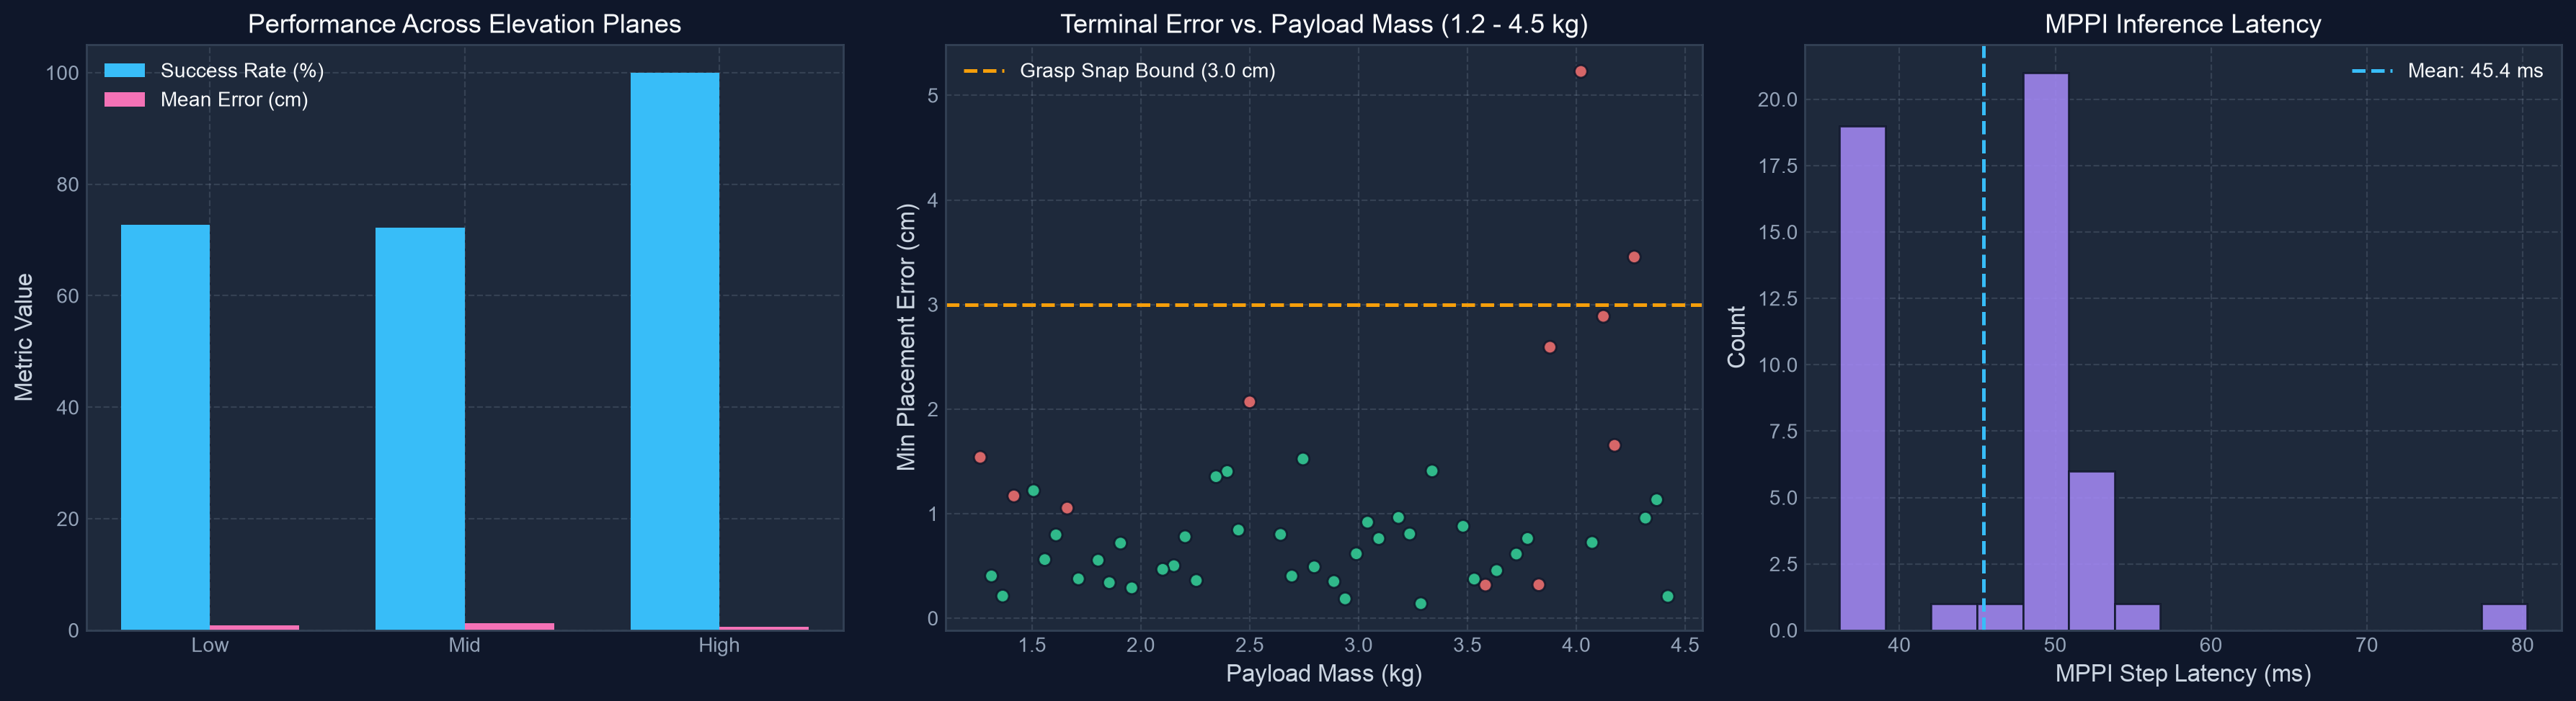 Performance Across Elevation Planes
Success Rate (%)
Mean Error (cm)
Metric Value
100
80
60
40
20
0
Low Mid High
Terminal Error vs. Payload Mass (1.2 - 4.5 kg)
Grasp Snap Bound (3.0 cm)
Min Placement Error (cm)
5
4
3
2
1
0
1.5 2.0 2.5 3.0 3.5 4.0 4.5
Payload Mass (kg)
MPPI Inference Latency
Mean: 45.4 ms
Count
20.0
17.5
15.0
12.5
10.0
7.5
5.0
2.5
0.0
40 50 60 70 80
MPPI Step Latency (ms)